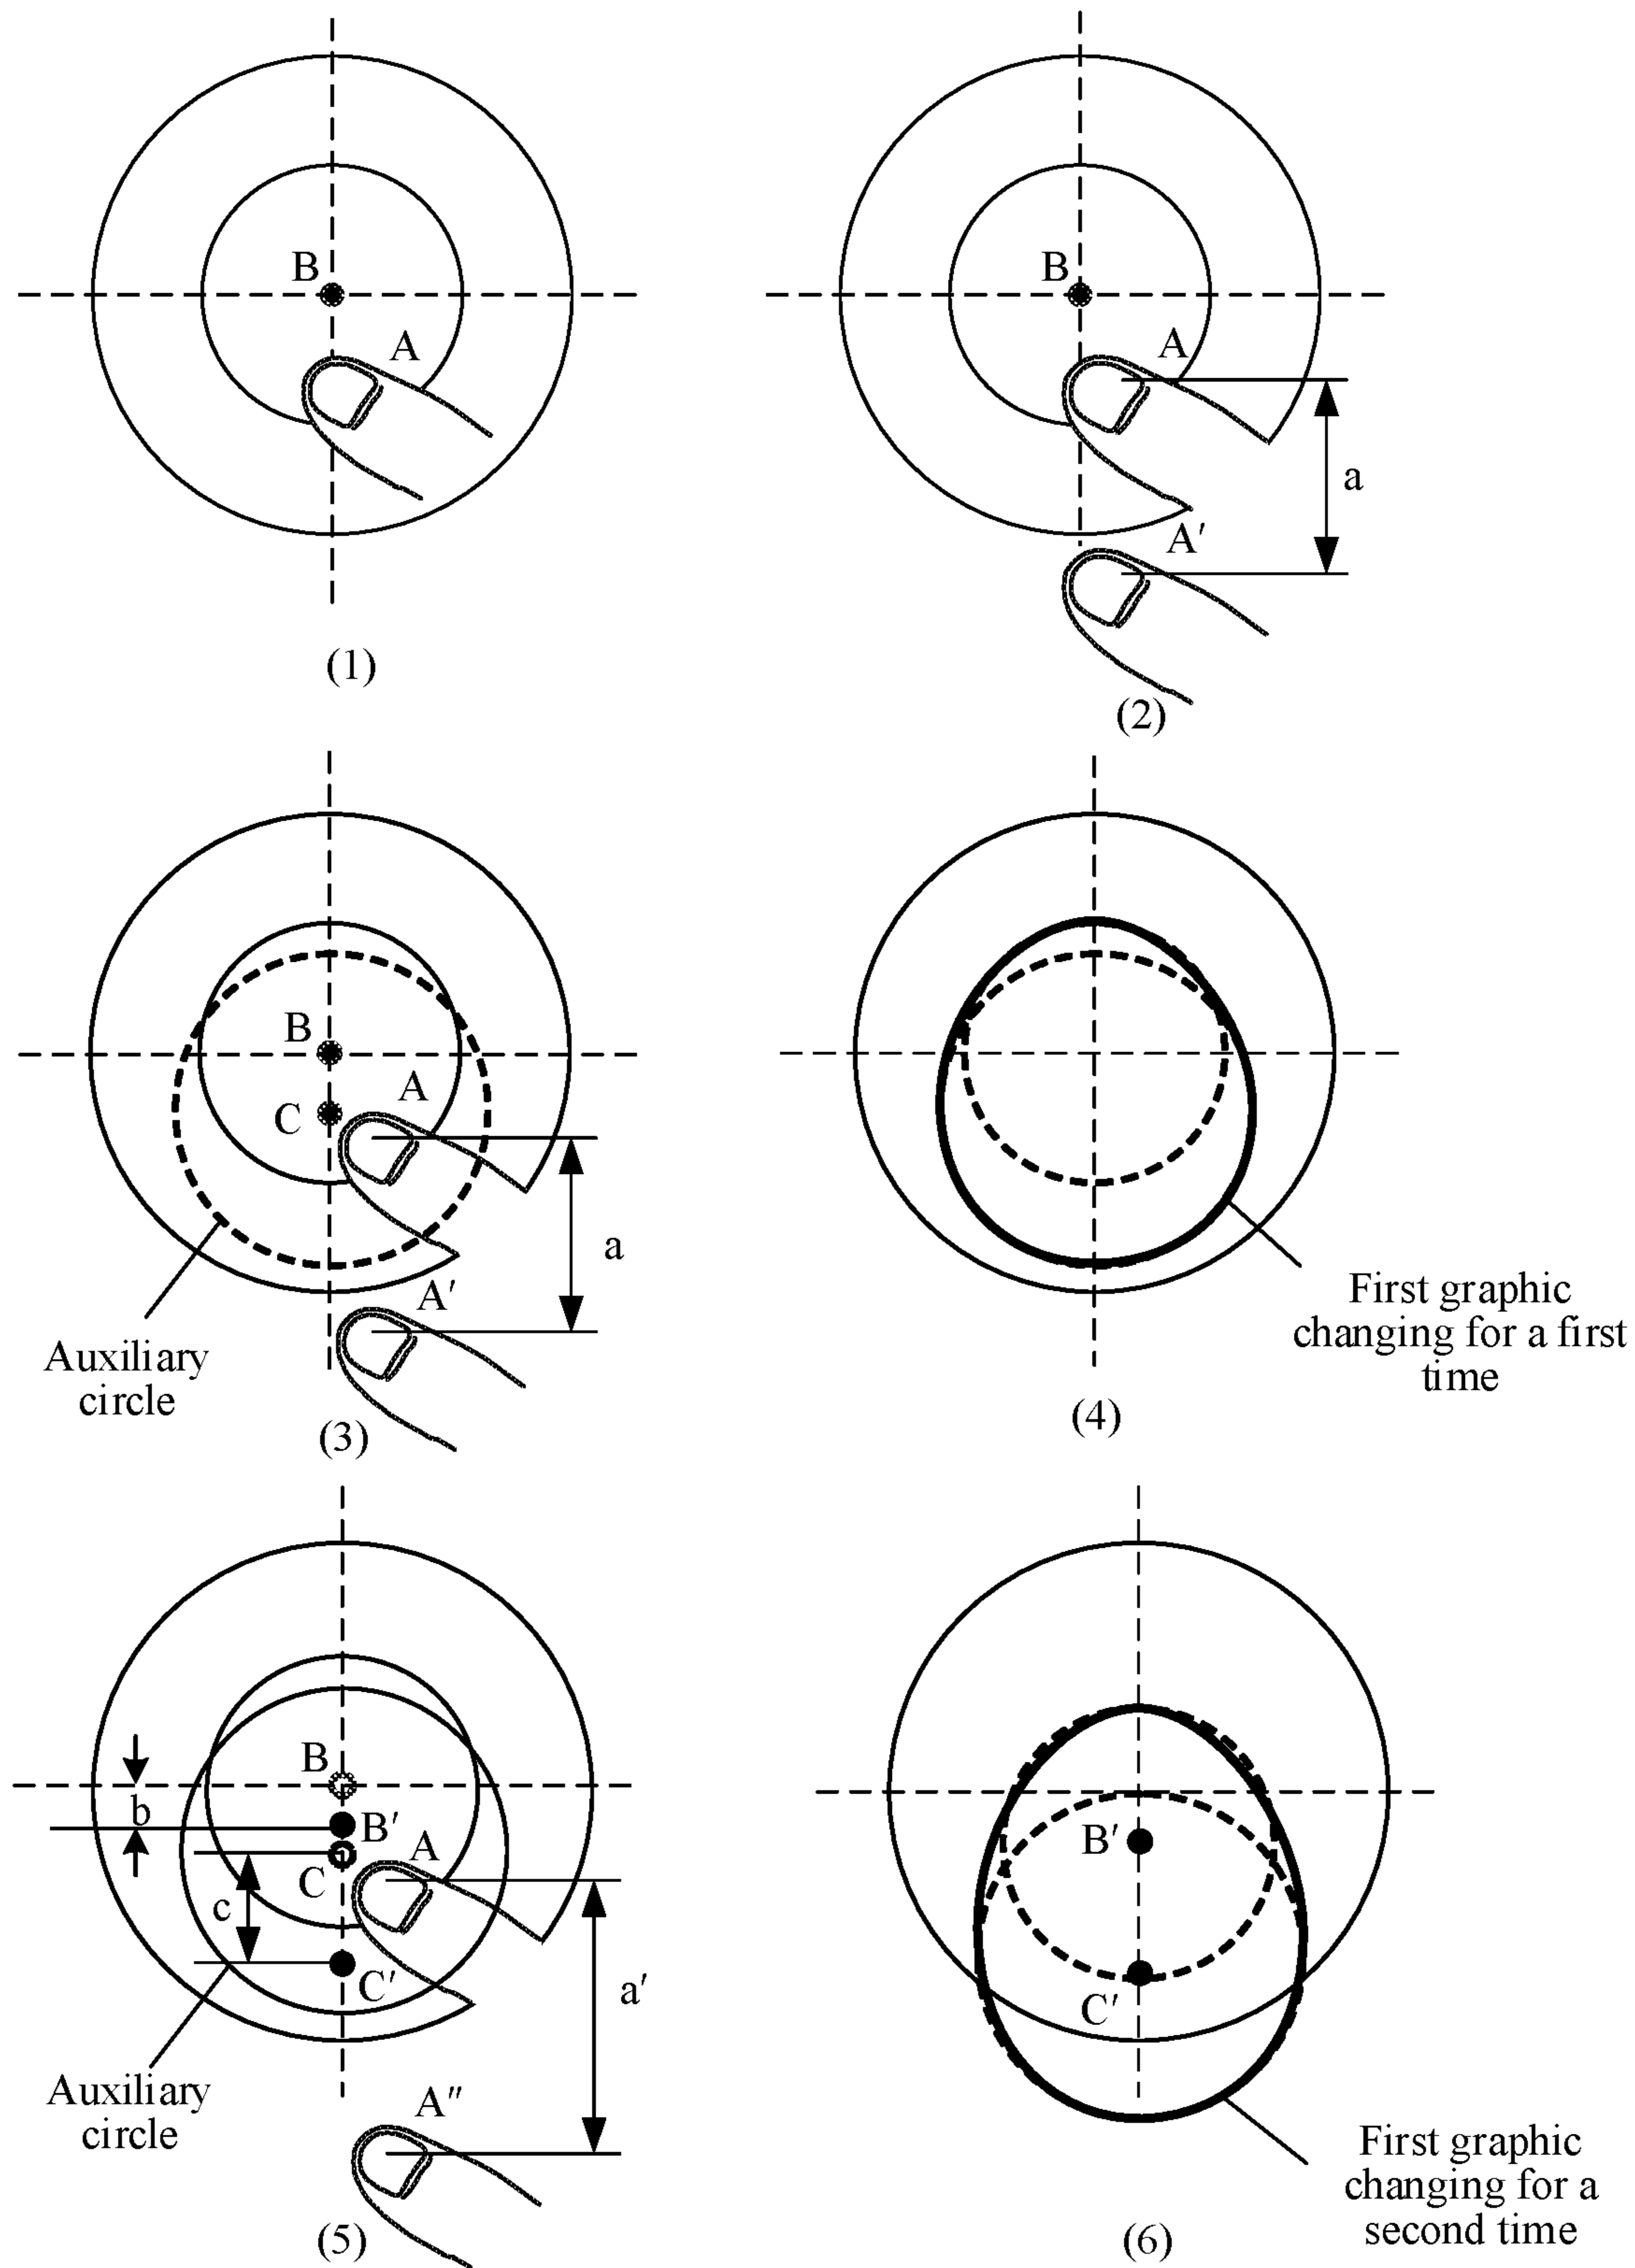 B
A
(1)
B
A
a
A′
(2)
B
A
C
a
A′
Auxiliary
circle
(3)
First graphic
changing for a first
time
(4)
B
b
B′
A
C
c
C′
a′
Auxiliary
circle
A″
(5)
B′
C′
First graphic
changing for a
second time
(6)